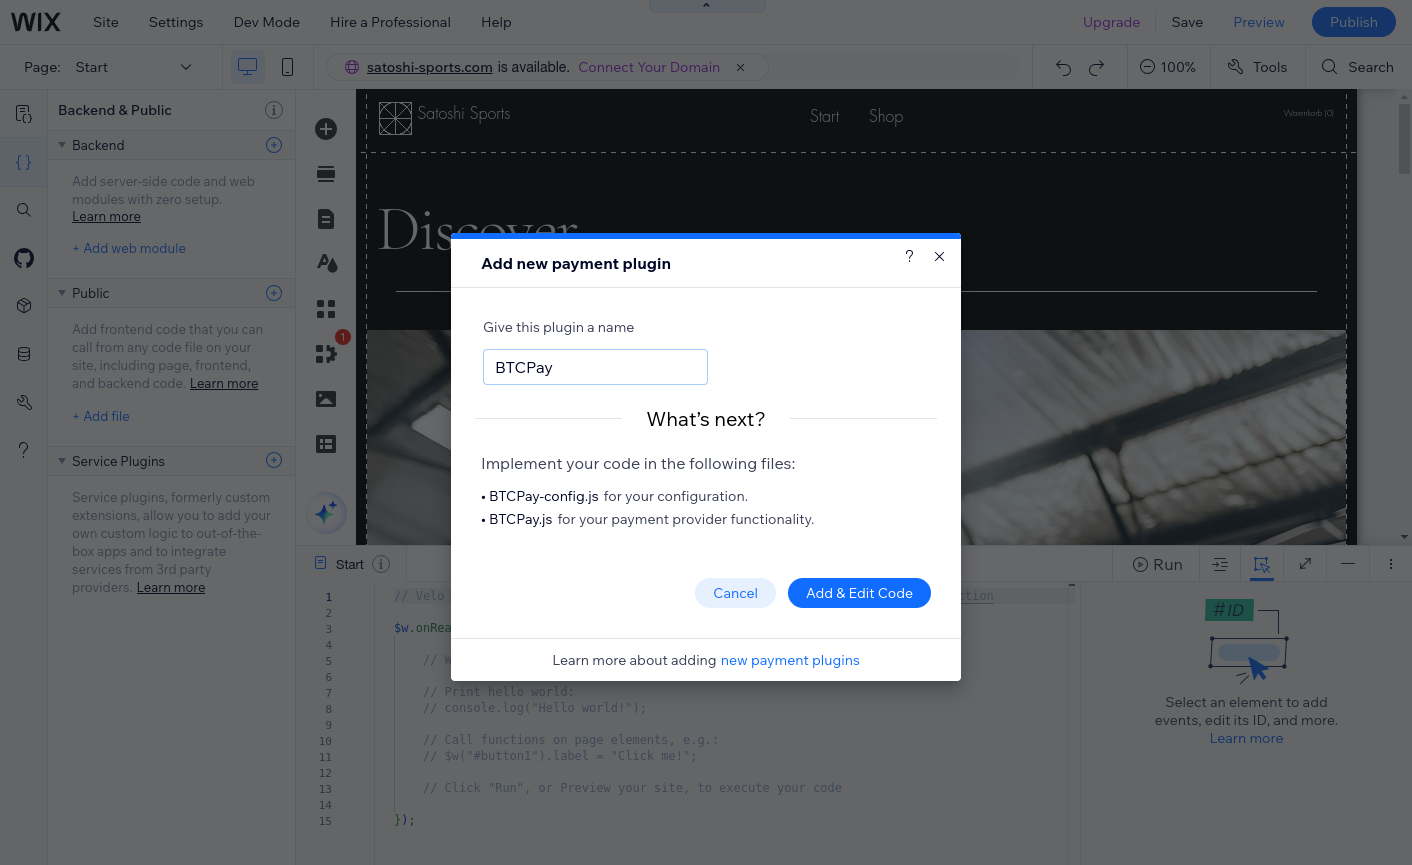 WIX Site Settings Dev Mode Hire a Professional Help Upgrade Save Preview Publish
Page: Start satoshi-sports.com is available. Connect Your Domain 100% Tools Search
Backend & Public
Backend
Add server-side code and web
modules with zero setup.
Learn more
+ Add web module
Public
Add frontend code that you can
call from any code file on your
site, including page, frontend,
and backend code. Learn more
+ Add file
Service Plugins
Service plugins, formerly custom
extensions, allow you to add your
own custom logic to out-of-the-
box apps and to integrate
services from 3rd party
providers. Learn more
1
Satoshi Sports Start Shop Warenkorb (0)
Discover
Add new payment plugin ?
Give this plugin a name
BTCPay
What's next?
Implement your code in the following files:
• BTCPay-config.js for your configuration.
• BTCPay.js for your payment provider functionality.
Cancel Add & Edit Code
Learn more about adding new payment plugins
Start Run
1 // Velo
2
3 $w.onRea
4
5 // W
6
7 // Print hello world:
8 // console.log("Hello world!");
9
10 // Call functions on page elements, e.g.:
11 // $w("#button1").label = "Click me!";
12
13 // Click "Run", or Preview your site, to execute your code
14
15 });
#ID
Select an element to add
events, edit its ID, and more.
Learn more